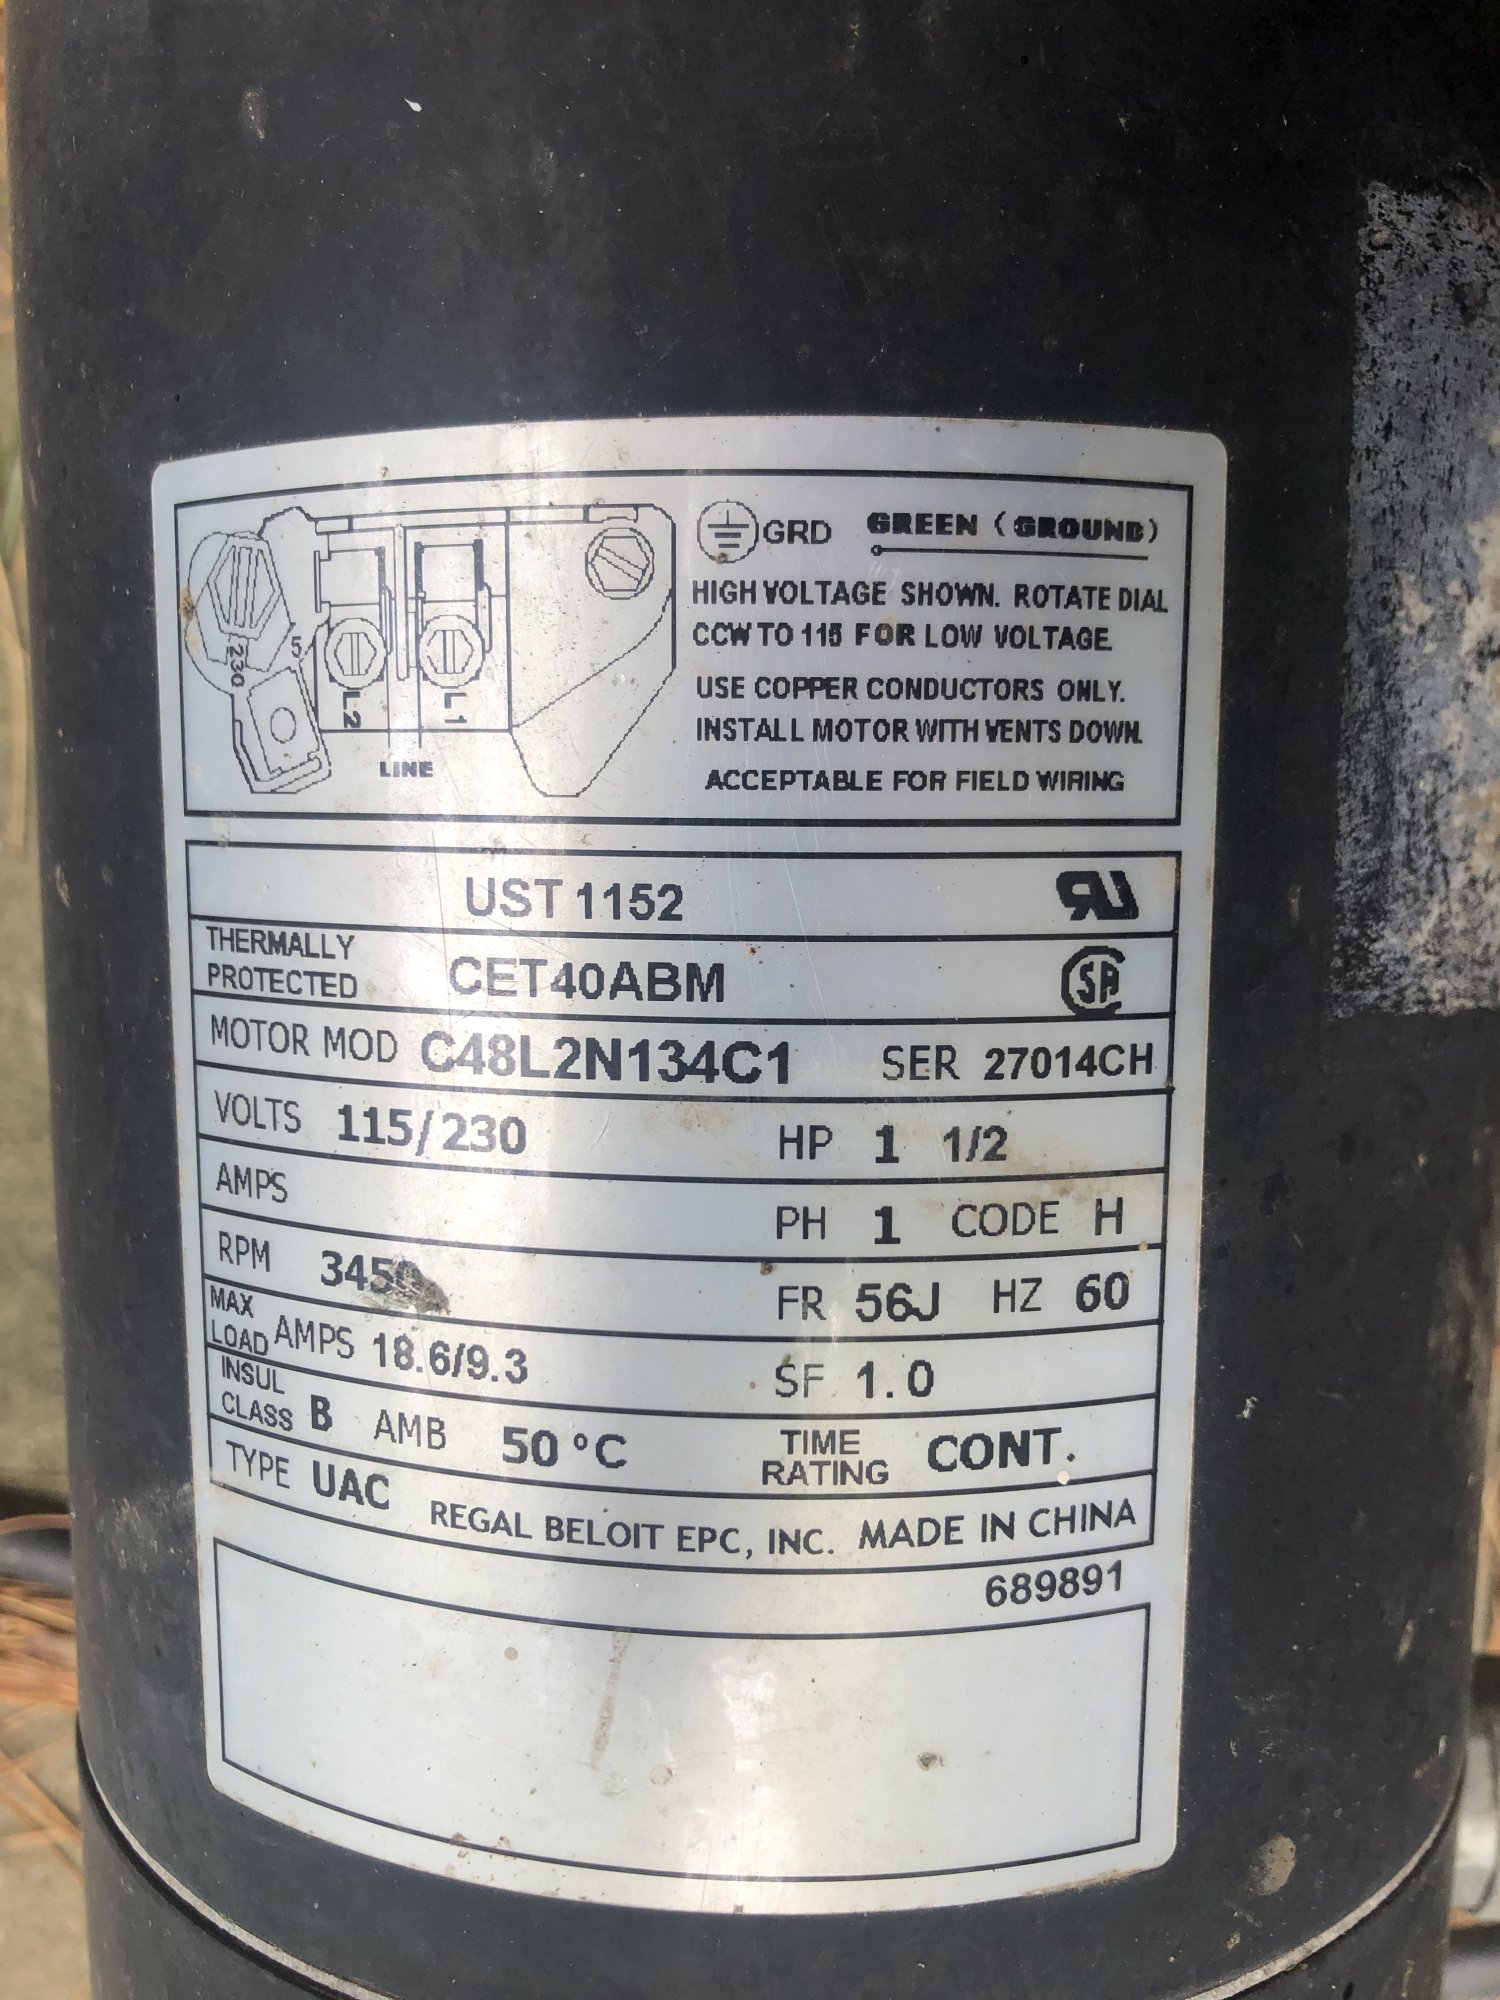 GRD GREEN (GROUND)
HIGH VOLTAGE SHOWN. ROTATE DIAL
CCW TO 115 FOR LOW VOLTAGE
USE COPPER CONDUCTORS ONLY.
INSTALL MOTOR WITH VENTS DOWN.
ACCEPTABLE FOR FIELD WIRING
230 5
L2 L1
LINE
UST 1152
THERMALLY PROTECTED CET40ABM SA
MOTOR MOD C48L2N134C1 SER 27014CH
VOLTS 115/230 HP 1 1/2
AMPS PH 1 CODE H
RPM 3450 FR 56J HZ 60
MAX LOAD AMPS 18.6/9.3 SF 1.0
INSUL CLASS B AMB 50°C TIME RATING CONT.
TYPE UAC REGAL BELOIT EPC, INC. MADE IN CHINA
689891